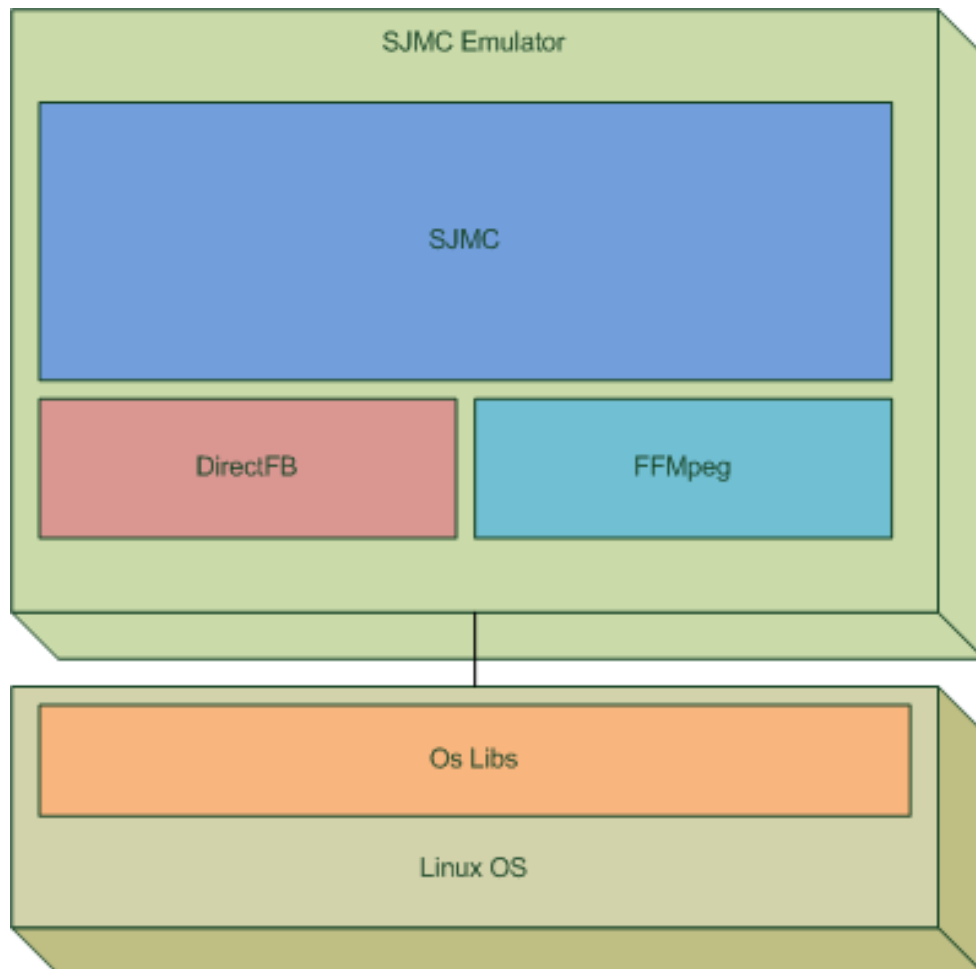 SJMC Emulator
SJMC
DirectFB
FFMpeg
Os Libs
Linux OS